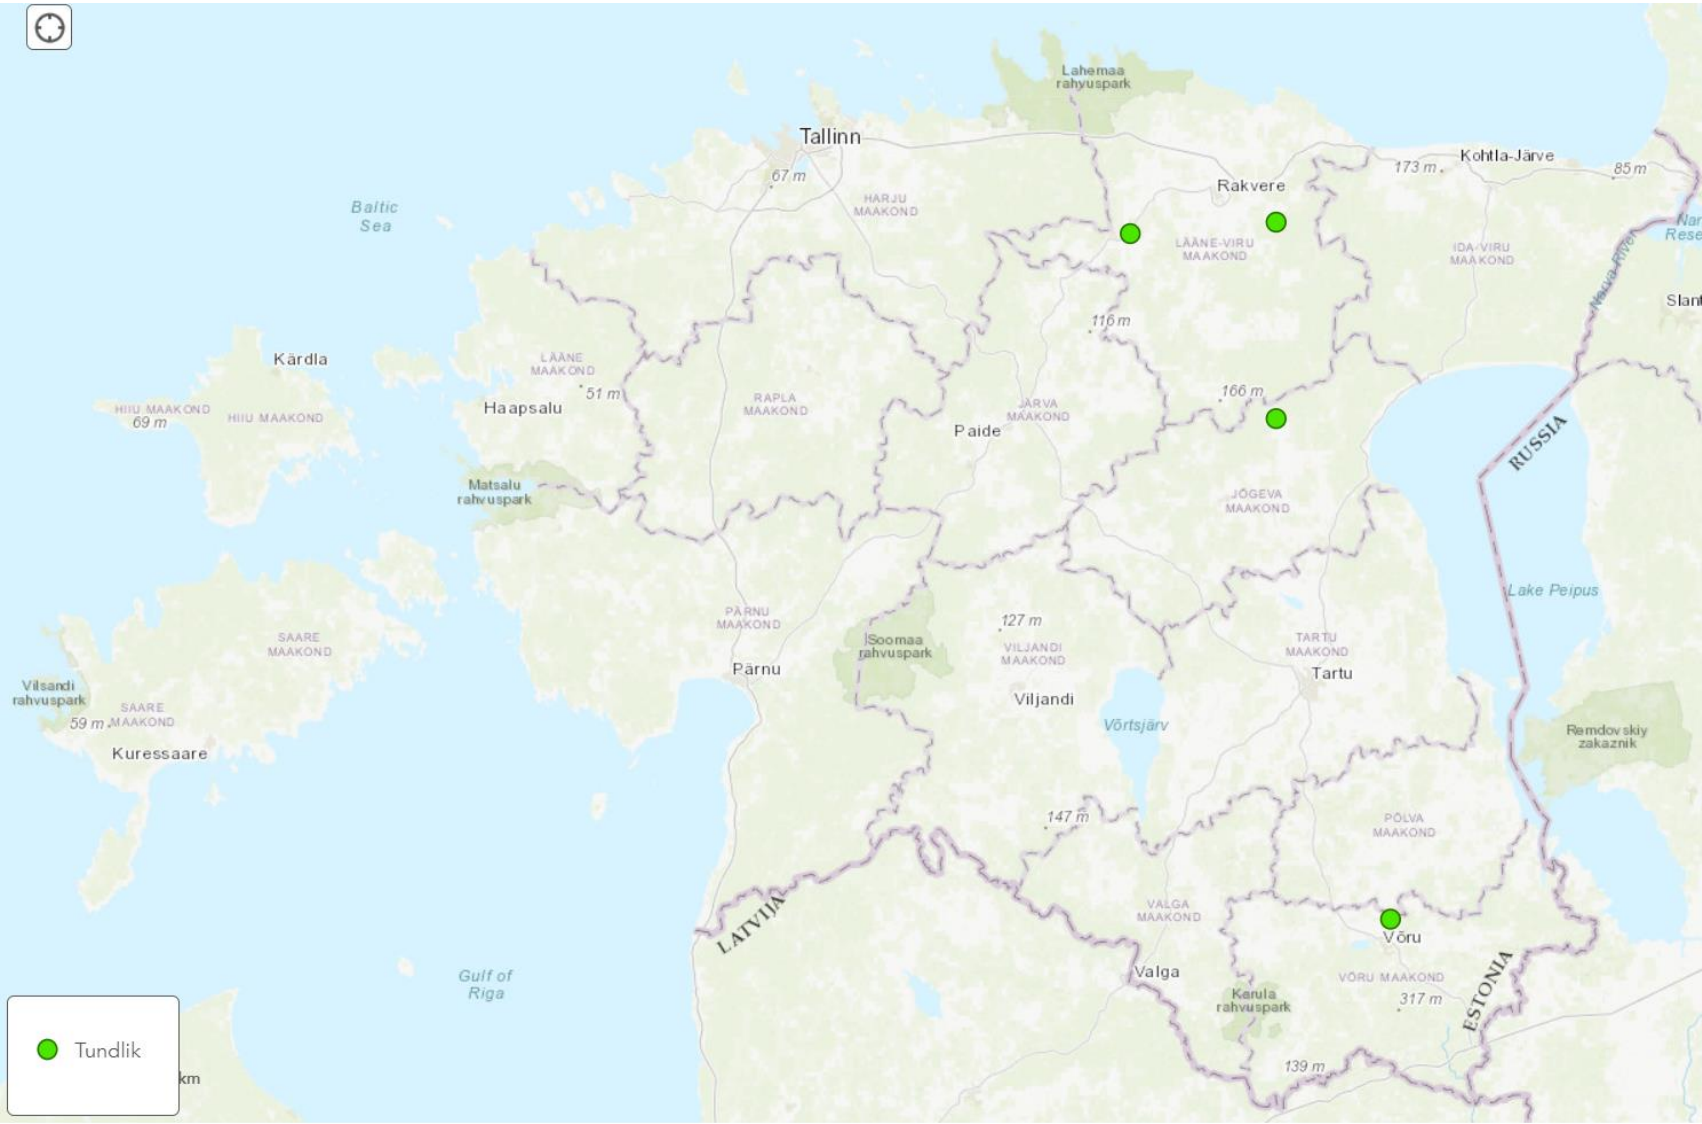 Lahemaa
rahvuspark
Tallinn
67 m
HARJU
MAAKOND
Kohtla-Järve
173 m
85 m
Rakvere
Baltic
Sea
LÄÄNE-VIRU
MAAKOND
IDA-VIRU
MAAKOND
Narva River
Nar
Rese
Slant
116 m
Kärdla
LÄÄNE
MAAKOND
51 m
HIIU MAAKOND
69 m
HIIU MAAKOND
Haapsalu
RAPLA
MAAKOND
JÄRVA
MAAKOND
Paide
166 m
RUSSIA
Matsalu
rahvuspark
JÕGEVA
MAAKOND
Lake Peipus
PÄRNU
MAAKOND
127 m
Soomaa
rahvuspark
VILJANDI
MAAKOND
TARTU
MAAKOND
SAARE
MAAKOND
Pärnu
Tartu
Vilsandi
rahvuspark
Viljandi
SAARE
MAAKOND
59 m
Võrtsjärv
Remdovskiy
zakaznik
Kuressaare
147 m
PÕLVA
MAAKOND
LATVIJA
VALGA
MAAKOND
Võru
Valga
VÕRU MAAKOND
ESTONIA
Gulf of
Riga
Karula
rahvuspark
317 m
Tundlik
km
139 m